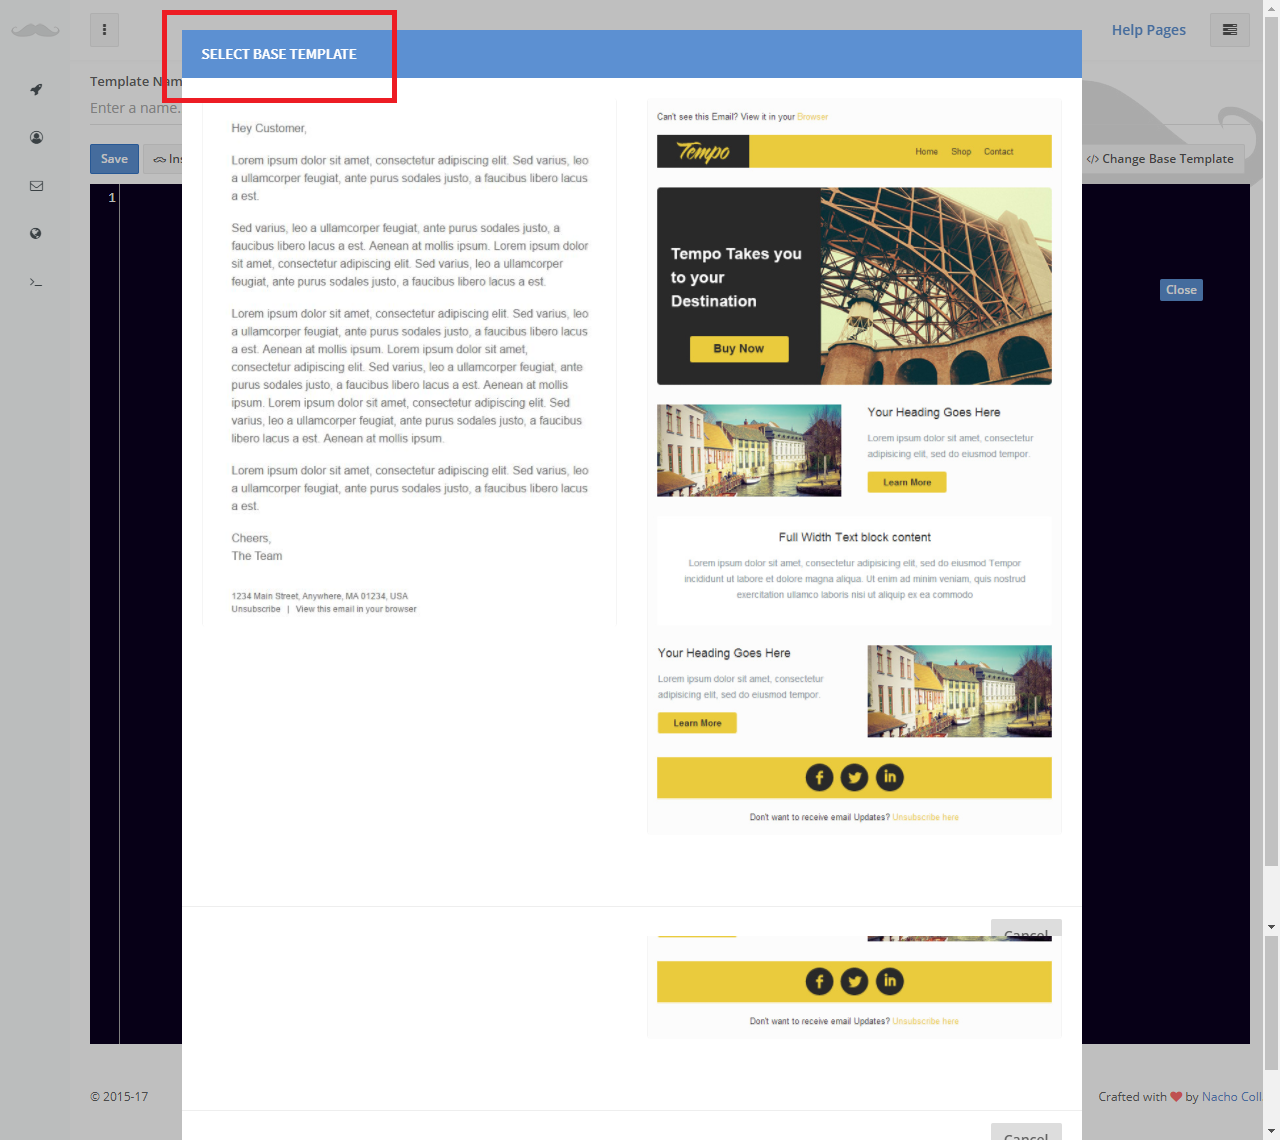 Help Pages
SELECT BASE TEMPLATE
Template Nam
Enter a name.
Save
Ins
Change Base Template
1
Close
Hey Customer,
Lorem ipsum dolor sit amet, consectetur adipiscing elit. Sed varius, leo
a ullamcorper feugiat, ante purus sodales justo, a faucibus libero lacus
a est.
Sed varius, leo a ullamcorper feugiat, ante purus sodales justo, a
faucibus libero lacus a est. Aenean at mollis ipsum. Lorem ipsum dolor
sit amet, consectetur adipiscing elit. Sed varius, leo a ullamcorper
feugiat, ante purus sodales justo, a faucibus libero lacus a est.
Lorem ipsum dolor sit amet, consectetur adipiscing elit. Sed varius, leo
a ullamcorper feugiat, ante purus sodales justo, a faucibus libero lacus
a est. Aenean at mollis ipsum. Lorem ipsum dolor sit amet,
consectetur adipiscing elit. Sed varius, leo a ullamcorper feugiat, ante
purus sodales justo, a faucibus libero lacus a est. Aenean at mollis
ipsum. Lorem ipsum dolor sit amet, consectetur adipiscing elit. Sed
varius, leo a ullamcorper feugiat, ante purus sodales justo, a faucibus
libero lacus a est. Aenean at mollis ipsum.
Lorem ipsum dolor sit amet, consectetur adipiscing elit. Sed varius, leo
a ullamcorper feugiat, ante purus sodales justo, a faucibus libero lacus
a est.
Cheers,
The Team
1234 Main Street, Anywhere, MA 01234, USA
Unsubscribe | View this email in your browser
Can't see this Email? View it in your Browser
Tempo
Home Shop Contact
Tempo Takes you
to your
Destination
Buy Now
Your Heading Goes Here
Lorem ipsum dolor sit amet, consectetur
adipisicing elit, sed do eiusmod tempor.
Learn More
Full Width Text block content
Lorem ipsum dolor sit amet, consectetur adipisicing elit, sed do eiusmod Tempor
incididunt ut labore et dolore magna aliqua. Ut enim ad minim veniam, quis nostrud
exercitation ullamco laboris nisi ut aliquip ex ea commodo
Your Heading Goes Here
Lorem ipsum dolor sit amet, consectetur
adipisicing elit, sed do eiusmod tempor.
Learn More
Don't want to receive email Updates? Unsubscribe here
Cancel
Don't want to receive email Updates? Unsubscribe here
Cancel
© 2015-17
Crafted with ❤ by Nacho Coll